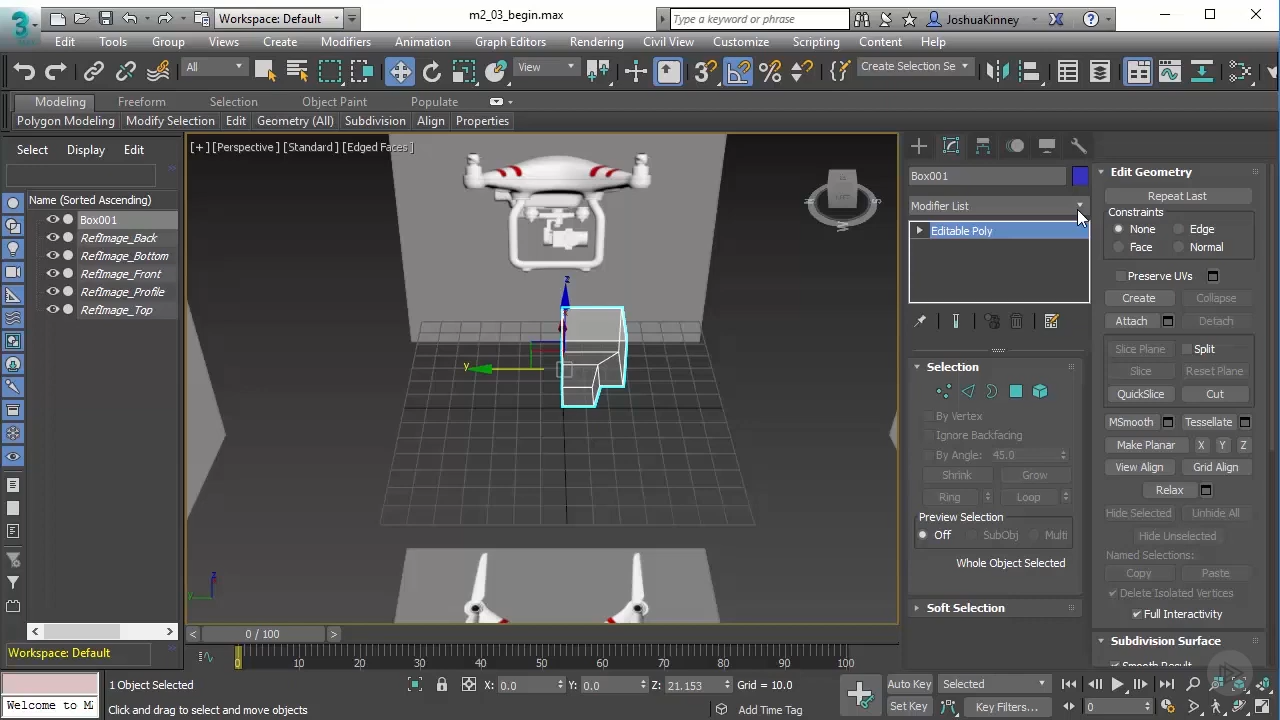 3
Workspace: Default
m2_03_begin.max
Type a keyword or phrase
JoshuaKinney
Edit Tools Group Views Create Modifiers Animation Graph Editors Rendering Civil View Customize Scripting Content Help
All
View
3
Create Selection Se
Modeling Freeform Selection Object Paint Populate
Polygon Modeling Modify Selection Edit Geometry (All) Subdivision Align Properties
Select Display Edit
Name (Sorted Ascending)
Box001
RefImage_Back
RefImage_Bottom
RefImage_Front
RefImage_Profile
RefImage_Top
Workspace: Default
[+] [Perspective] [Standard] [Edged Faces]
z
y
z
y
0 / 100
0 10 20 30 40 50 60 70 80 90 100
Box001
Modifier List
Editable Poly
Selection
By Vertex
Ignore Backfacing
By Angle: 45.0
Shrink Grow
Ring Loop
Preview Selection
Off SubObj Multi
Whole Object Selected
Soft Selection
Edit Geometry
Repeat Last
Constraints
None Edge
Face Normal
Preserve UVs
Create Collapse
Attach Detach
Slice Plane Split
Slice Reset Plane
QuickSlice Cut
MSmooth Tessellate
Make Planar X Y Z
View Align Grid Align
Relax
Hide Selected Unhide All
Hide Unselected
Named Selections:
Copy Paste
Delete Isolated Vertices
Full Interactivity
Subdivision Surface
Smooth Result
Welcome to M
1 Object Selected
Click and drag to select and move objects
X: 0.0 Y: 0.0 Z: 21.153 Grid = 10.0
Add Time Tag
Auto Key Selected
Set Key Key Filters...
0